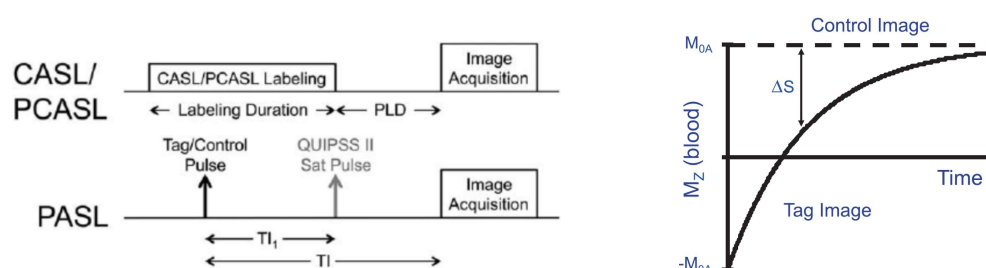 CASL/
PCASL
CASL/PCASL Labeling
Image
Acquisition
Labeling Duration
PLD
Tag/Control
Pulse
QUIPSS II
Sat Pulse
PASL
Image
Acquisition
TI₁
TI
Control Image
M₀A
ΔS
M_Z (blood)
Time
Tag Image
-M₀A